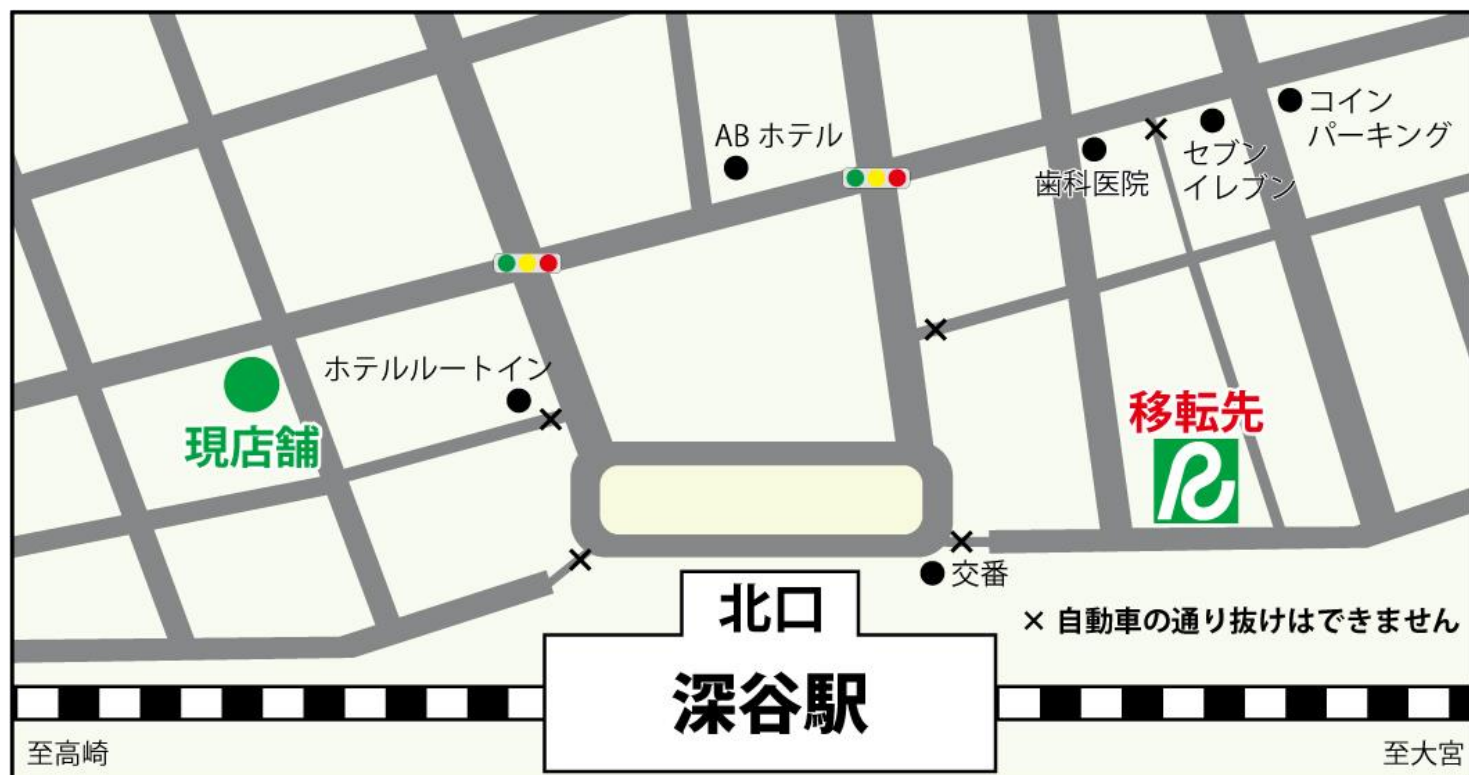 AB ホテル
コイン
パーキング
セブン
イレブン
歯科医院
ホテルルートイン
現店舗
移転先
交番
北口
× 自動車の通り抜けはできません
深谷駅
至高崎
至大宮